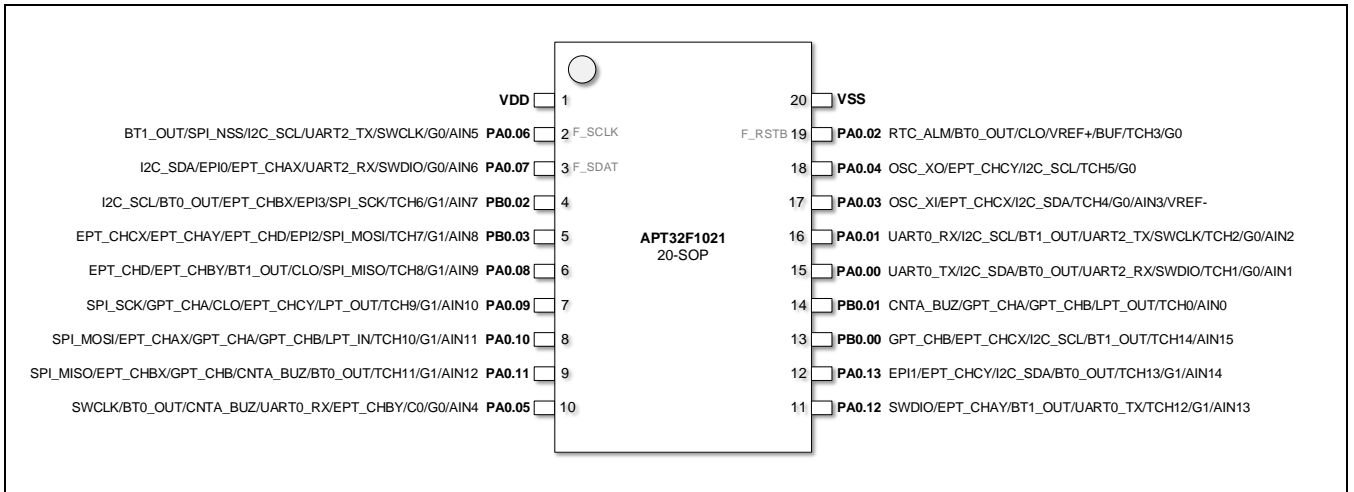 VDD 1 20 VSS
BT1_OUT/SPI_NSS/I2C_SCL/UART2_TX/SWCLK/G0/AIN5 PA0.06 2 F_SCLK F_RSTB 19 PA0.02 RTC_ALM/BT0_OUT/CLO/VREF+/BUF/TCH3/G0
I2C_SDA/EPI0/EPT_CHAX/UART2_RX/SWDIO/G0/AIN6 PA0.07 3 F_SDAT 18 PA0.04 OSC_XO/EPT_CHCY/I2C_SCL/TCH5/G0
I2C_SCL/BT0_OUT/EPT_CHBX/EPI3/SPI_SCK/TCH6/G1/AIN7 PB0.02 4 17 PA0.03 OSC_XI/EPT_CHCX/I2C_SDA/TCH4/G0/AIN3/VREF-
EPT_CHCX/EPT_CHAY/EPT_CHD/EPI2/SPI_MOSI/TCH7/G1/AIN8 PB0.03 5 APT32F1021 16 PA0.01 UART0_RX/I2C_SCL/BT1_OUT/UART2_TX/SWCLK/TCH2/G0/AIN2
20-SOP
EPT_CHD/EPT_CHBY/BT1_OUT/CLO/SPI_MISO/TCH8/G1/AIN9 PA0.08 6 15 PA0.00 UART0_TX/I2C_SDA/BT0_OUT/UART2_RX/SWDIO/TCH1/G0/AIN1
SPI_SCK/GPT_CHA/CLO/EPT_CHCY/LPT_OUT/TCH9/G1/AIN10 PA0.09 7 14 PB0.01 CNTA_BUZ/GPT_CHA/GPT_CHB/LPT_OUT/TCH0/AIN0
SPI_MOSI/EPT_CHAX/GPT_CHA/GPT_CHB/LPT_IN/TCH10/G1/AIN11 PA0.10 8 13 PB0.00 GPT_CHB/EPT_CHCX/I2C_SCL/BT1_OUT/TCH14/AIN15
SPI_MISO/EPT_CHBX/GPT_CHB/CNTA_BUZ/BT0_OUT/TCH11/G1/AIN12 PA0.11 9 12 PA0.13 EPI1/EPT_CHCY/I2C_SDA/BT0_OUT/TCH13/G1/AIN14
SWCLK/BT0_OUT/CNTA_BUZ/UART0_RX/EPT_CHBY/C0/G0/AIN4 PA0.05 10 11 PA0.12 SWDIO/EPT_CHAY/BT1_OUT/UART0_TX/TCH12/G1/AIN13